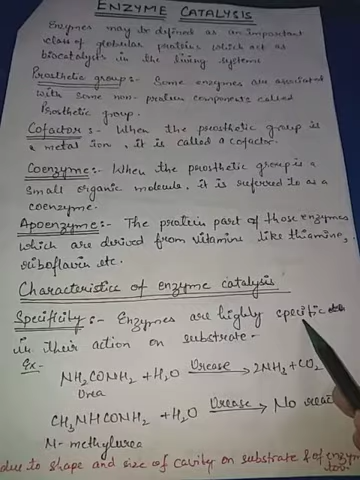 ENZYME CATALYSIS
Enzymes may be defined as an important
class of globular proteins which act as
biocatalysts in the living systems
Prosthetic group:- Some enzymes are associated
with some non-protein components called
Prosthetic group.
Cofactor:- When the prosthetic group is
a metal ion, it is called a cofactor.
Coenzyme:- When the prosthetic group is a
small organic molecule, it is referred to as a
coenzyme.
Apoenzyme:- The protein part of those enzymes
which are derived from vitamins like thiamine,
riboflavin etc.
Characteristics of enzyme catalysis
Specificity:- Enzymes are highly specific
in their action on substrate.
Ex- NH2CONH2 + H2O Urease → 2NH3 + CO2
Urea
CH3NHCONH2 + H2O Urease → No
N-methylurea
due to shape and size of cavity on substrate & of